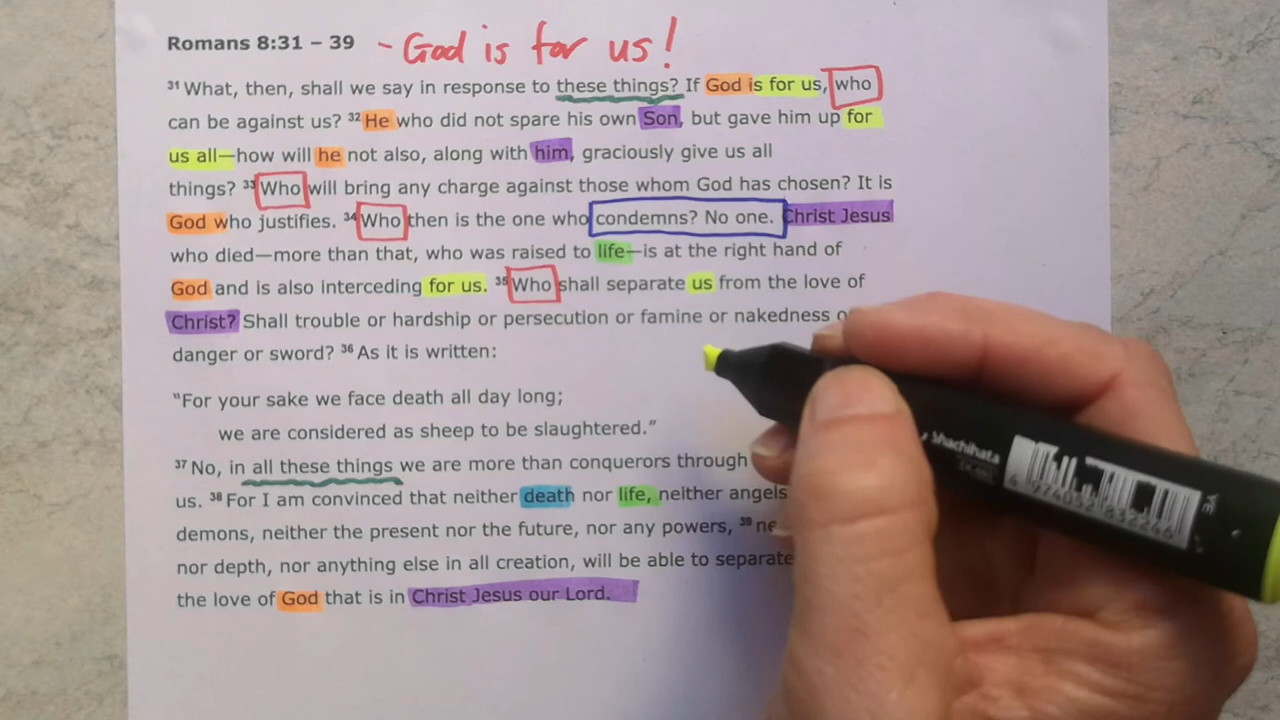 Romans 8:31 – 39 - God is for us!
31 What, then, shall we say in response to these things? If God is for us, who
can be against us? 32 He who did not spare his own Son, but gave him up for
us all—how will he not also, along with him, graciously give us all
things? 33 Who will bring any charge against those whom God has chosen? It is
God who justifies. 34 Who then is the one who condemns? No one. Christ Jesus
who died—more than that, who was raised to life—is at the right hand of
God and is also interceding for us. 35 Who shall separate us from the love of
Christ? Shall trouble or hardship or persecution or famine or nakedness
danger or sword? 36 As it is written:
“For your sake we face death all day long;
we are considered as sheep to be slaughtered.”
37 No, in all these things we are more than conquerors through
us. 38 For I am convinced that neither death nor life, neither angels
demons, neither the present nor the future, nor any powers, 39
nor depth, nor anything else in all creation, will be able to separate
the love of God that is in Christ Jesus our Lord.
Shachihata